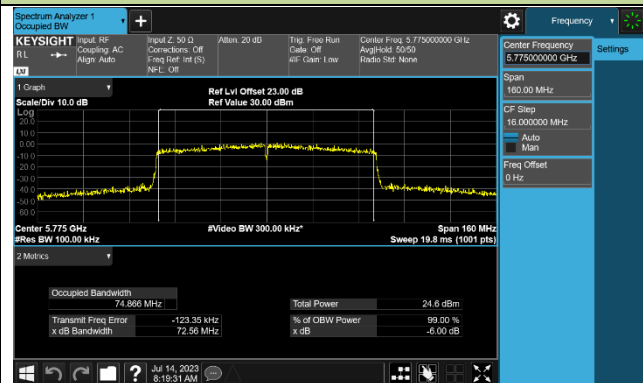 Spectrum Analyzer 1
Occupied BW
Frequency
KEYSIGHT
Input: RF
Coupling: AC
Align: Auto
Input Z: 50 Ω
Corrections: Off
Freq Ref: Int (S)
NFE: Off
Atten: 20 dB
Trig: Free Run
Gate: Off
#IF Gain: Low
Center Freq: 5.775000000 GHz
Avg|Hold: 50/50
Radio Std: None
RL
LXI
Center Frequency
5.775000000 GHz
Settings
Span
160.00 MHz
CF Step
16.000000 MHz
Auto
Man
Freq Offset
0 Hz
1 Graph
Scale/Div 10.0 dB
Ref Lvl Offset 23.00 dB
Ref Value 30.00 dBm
Log
20.0
10.0
0.00
-10.0
-20.0
-30.0
-40.0
-50.0
-60.0
Center 5.775 GHz
#Video BW 300.00 kHz*
Span 160 MHz
#Res BW 100.00 kHz
Sweep 19.8 ms (1001 pts)
2 Metrics
Occupied Bandwidth
74.866 MHz
Total Power 24.6 dBm
Transmit Freq Error -123.35 kHz
% of OBW Power 99.00 %
x dB Bandwidth 72.56 MHz
x dB -6.00 dB
Jul 14, 2023
8:19:31 AM